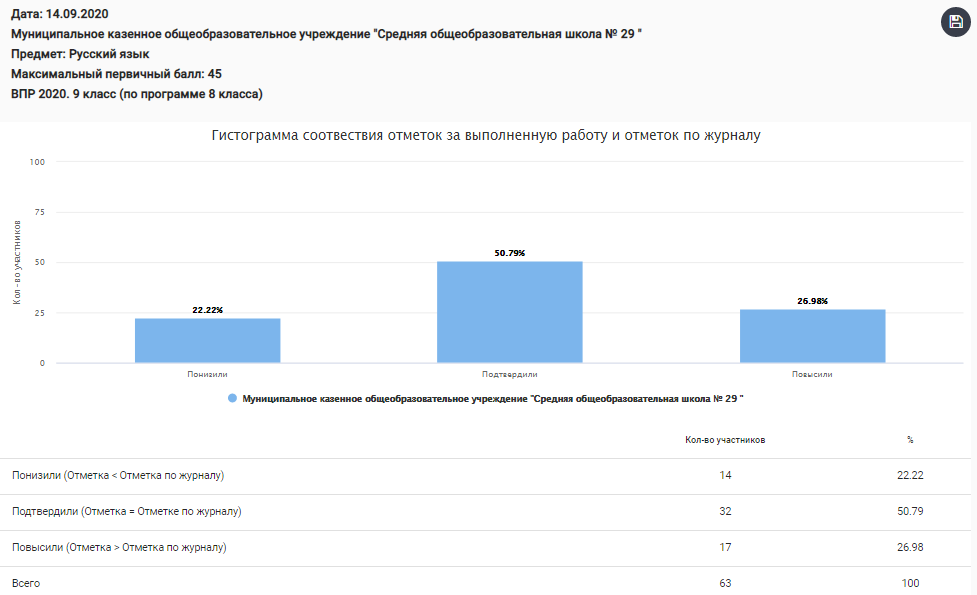 Дата: 14.09.2020
Муниципальное казенное общеобразовательное учреждение "Средняя общеобразовательная школа № 29 "
Предмет: Русский язык
Максимальный первичный балл: 45
ВПР 2020. 9 класс (по программе 8 класса)
Гистограмма соотвествия отметок за выполненную работу и отметок по журналу
100
75
50
25
0
Кол -во участников
22.22%
50.79%
26.98%
Понизили
Подтвердили
Повысили
Муниципальное казенное общеобразовательное учреждение "Средняя общеобразовательная школа № 29 "
Кол-во участников %
Понизили (Отметка < Отметка по журналу) 14 22.22
Подтвердили (Отметка = Отметке по журналу) 32 50.79
Повысили (Отметка > Отметка по журналу) 17 26.98
Всего 63 100